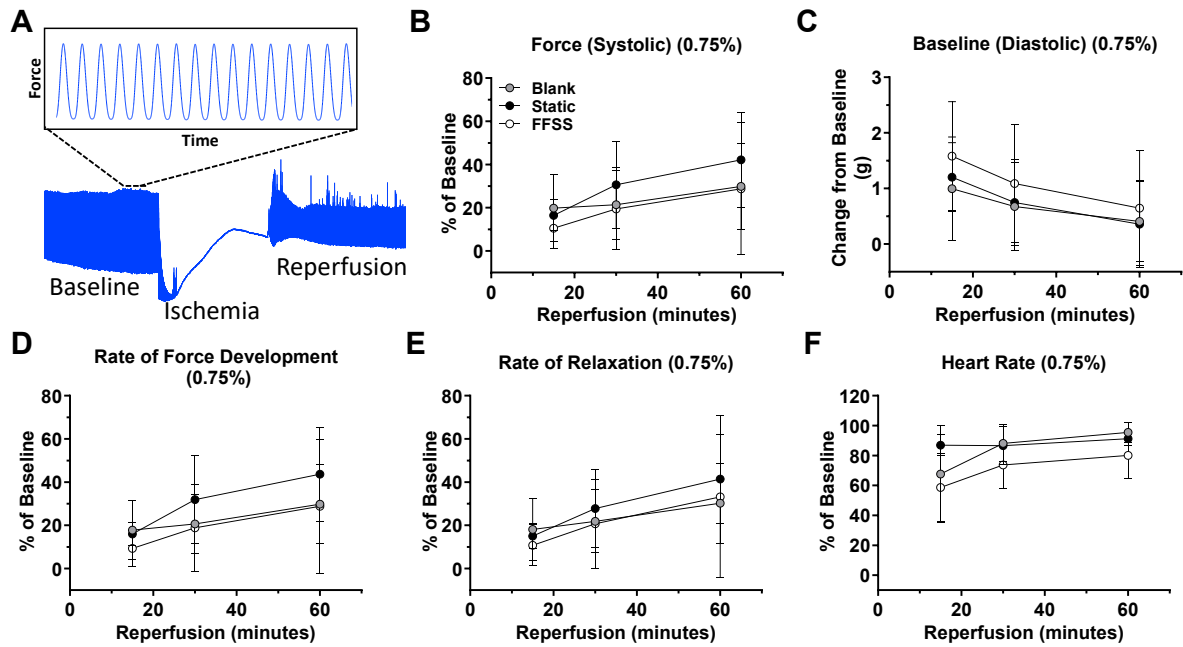 A
Force
Time
Baseline
Ischemia
Reperfusion
B
Force (Systolic) (0.75%)
% of Baseline
80
60
40
20
0
Blank
Static
FFSS
0
20
40
60
Reperfusion (minutes)
C
Baseline (Diastolic) (0.75%)
Change from Baseline
(g)
3
2
1
0
0
20
40
60
Reperfusion (minutes)
D
Rate of Force Development
(0.75%)
% of Baseline
80
60
40
20
0
0
20
40
60
Reperfusion (minutes)
E
Rate of Relaxation (0.75%)
% of Baseline
80
60
40
20
0
0
20
40
60
Reperfusion (minutes)
F
Heart Rate (0.75%)
% of Baseline
120
100
80
60
40
20
0
0
20
40
60
Reperfusion (minutes)